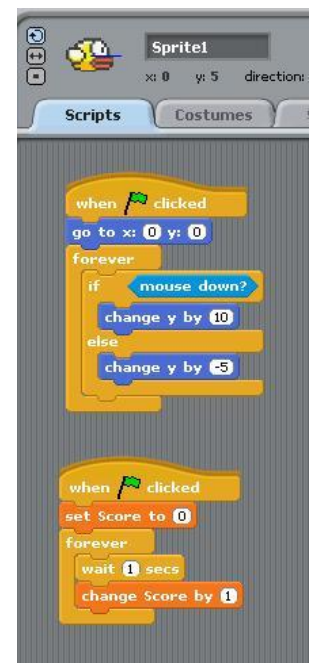 Sprite1
x: 0 y: 5 direction:
Scripts Costumes
when clicked
go to x: 0 y: 0
forever
if mouse down?
change y by 10
else
change y by -5
when clicked
set Score to 0
forever
wait 1 secs
change Score by 1